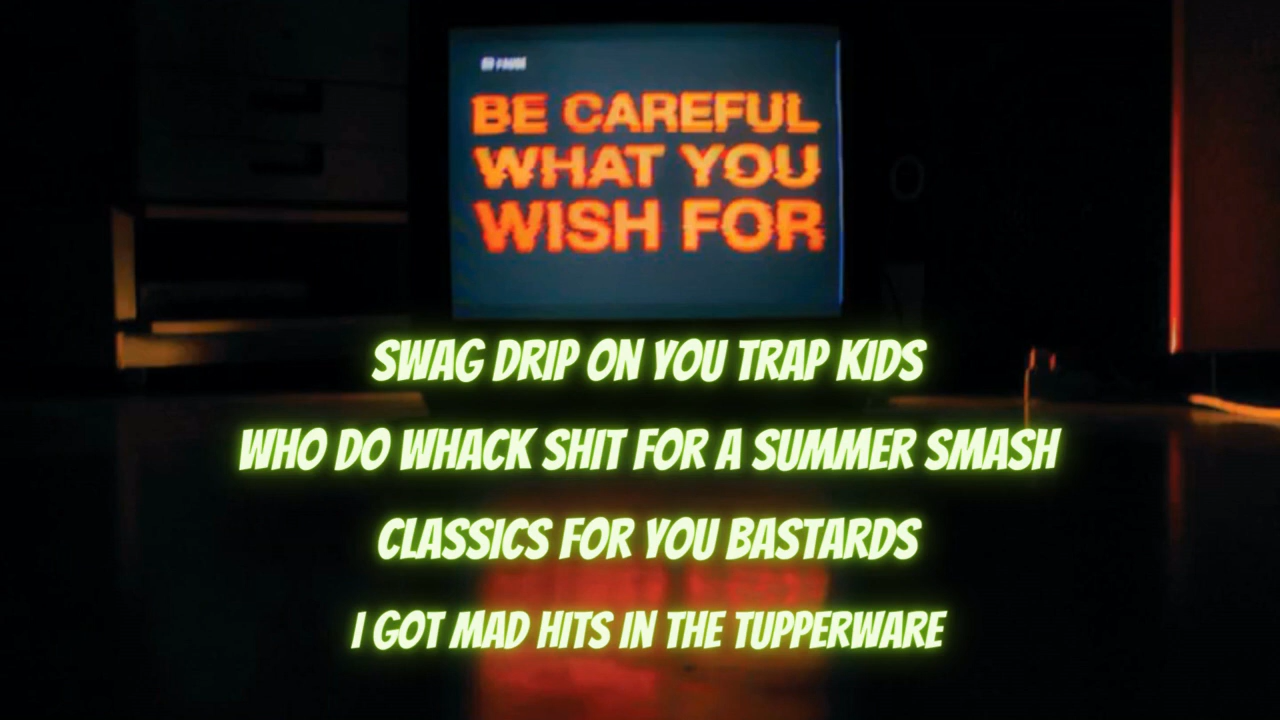 PAUSE
BE CAREFUL
WHAT YOU
WISH FOR
SWAG DRIP ON YOU TRAP KIDS
WHO DO WHACK SHIT FOR A SUMMER SMASH
CLASSICS FOR YOU BASTARDS
I GOT MAD HITS IN THE TUPPERWARE